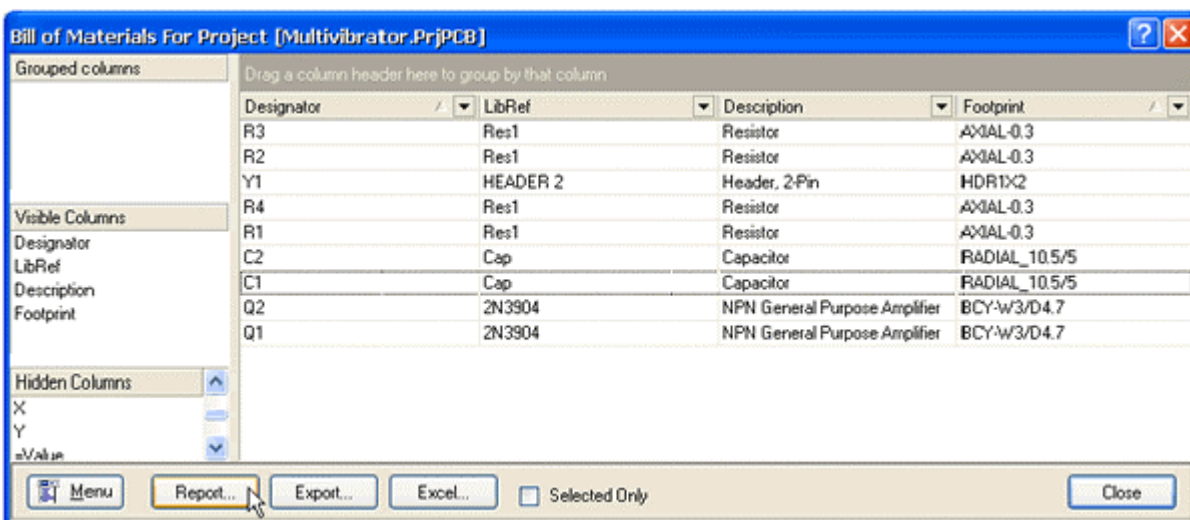 Bill of Materials For Project [Multivibrator.PrjPCB]
Grouped columns
Drag a column header here to group by that column
Designator LibRef Description Footprint
R3 Res1 Resistor AXIAL-0.3
R2 Res1 Resistor AXIAL-0.3
Y1 HEADER 2 Header, 2-Pin HDR1X2
R4 Res1 Resistor AXIAL-0.3
R1 Res1 Resistor AXIAL-0.3
C2 Cap Capacitor RADIAL_10.5/5
C1 Cap Capacitor RADIAL_10.5/5
Q2 2N3904 NPN General Purpose Amplifier BCY-W3/D4.7
Q1 2N3904 NPN General Purpose Amplifier BCY-W3/D4.7
Visible Columns
Designator
LibRef
Description
Footprint
Hidden Columns
X
Y
=Value
Menu Report... Export... Excel... Selected Only Close